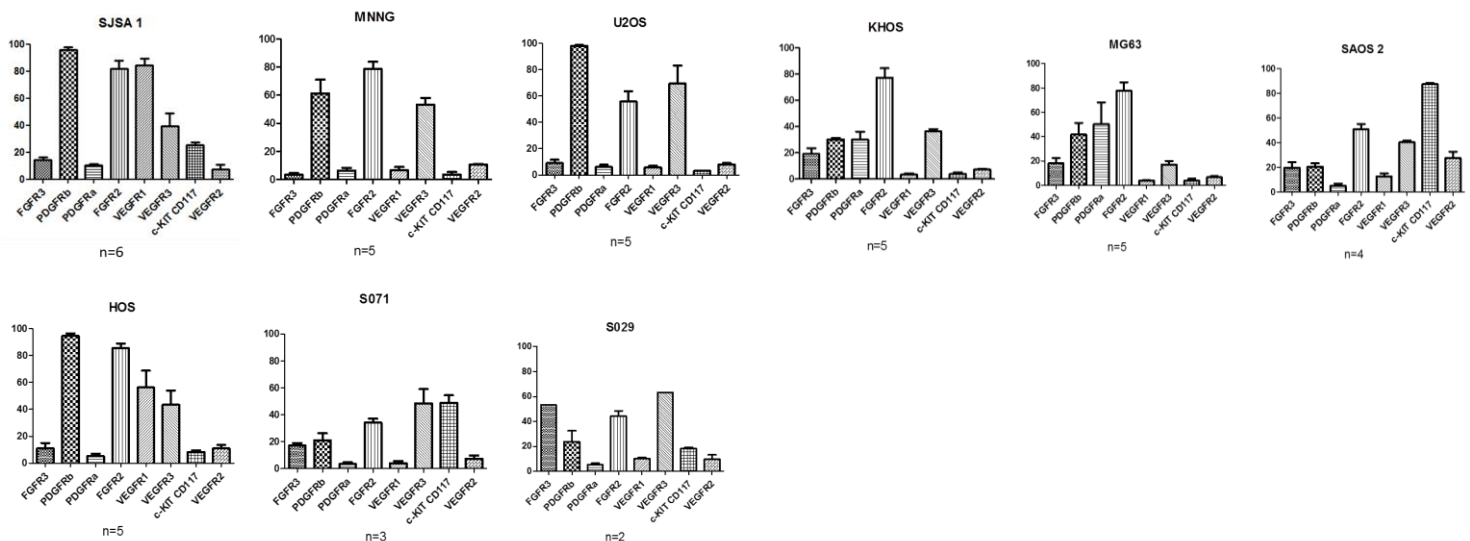 SJSA 1
100
80
60
40
20
0
FGFR3
PDGFRb
PDGFRa
FGFR2
VEGFR1
VEGFR3
c-KIT CD117
VEGFR2
n=6
MNNG
100
80
60
40
20
0
FGFR3
PDGFRb
PDGFRa
FGFR2
VEGFR1
VEGFR3
c-KIT CD117
VEGFR2
n=5
U2OS
100
80
60
40
20
0
FGFR3
PDGFRb
PDGFRa
FGFR2
VEGFR1
VEGFR3
c-KIT CD117
VEGFR2
n=5
KHOS
100
80
60
40
20
0
FGFR3
PDGFRb
PDGFRa
FGFR2
VEGFR1
VEGFR3
c-KIT CD117
VEGFR2
n=5
MG63
100
80
60
40
20
0
FGFR3
PDGFRb
PDGFRa
FGFR2
VEGFR1
VEGFR3
c-KIT CD117
VEGFR2
n=5
SAOS 2
100
80
60
40
20
0
FGFR3
PDGFRb
PDGFRa
FGFR2
VEGFR1
VEGFR3
c-KIT CD117
VEGFR2
n=4
HOS
100
80
60
40
20
0
FGFR3
PDGFRb
PDGFRa
FGFR2
VEGFR1
VEGFR3
c-KIT CD117
VEGFR2
n=5
S071
100
80
60
40
20
0
FGFR3
PDGFRb
PDGFRa
FGFR2
VEGFR1
VEGFR3
c-KIT CD117
VEGFR2
n=3
S029
100
80
60
40
20
0
FGFR3
PDGFRb
PDGFRa
FGFR2
VEGFR1
VEGFR3
c-KIT CD117
VEGFR2
n=2